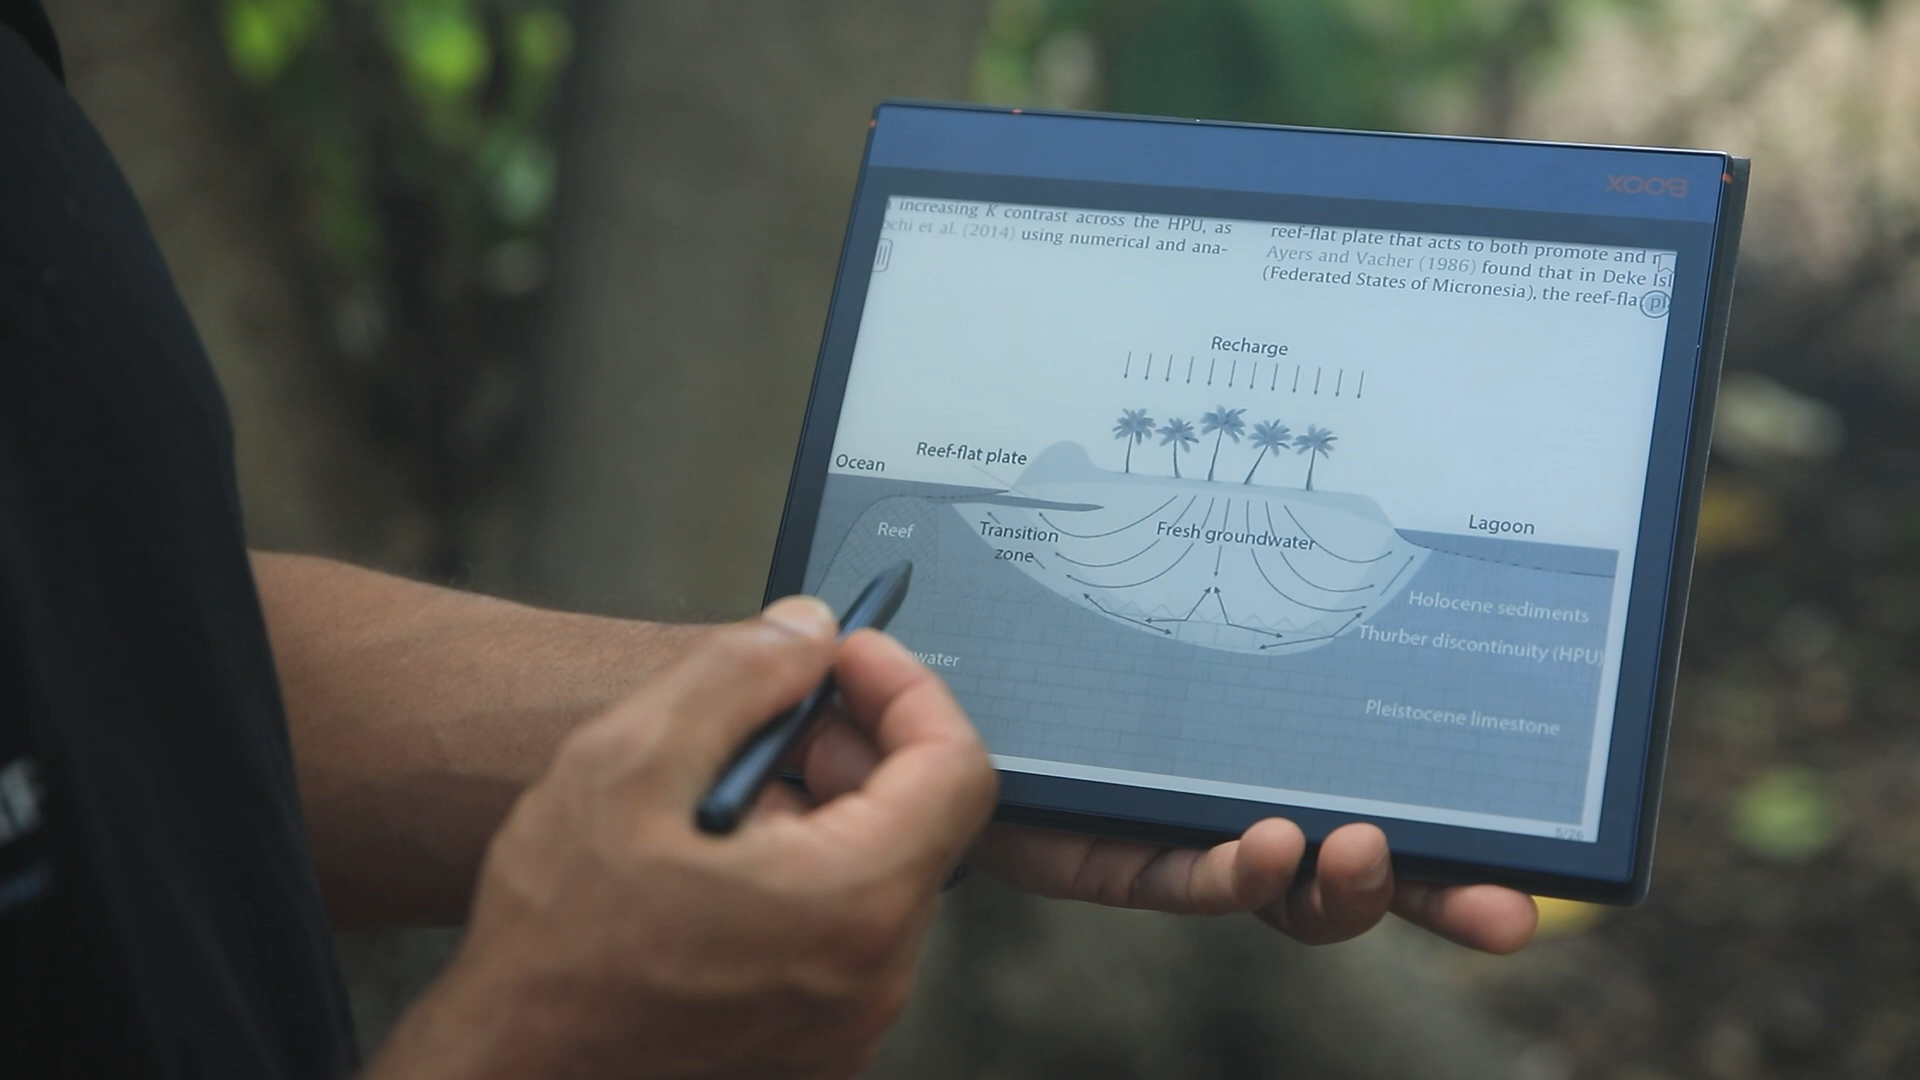 BOOX
increasing K contrast across the HPU, as
ochi et al. (2014) using numerical and ana-
reef-flat plate that acts to both promote and r
Ayers and Vacher (1986) found that in Deke Isl
(Federated States of Micronesia), the reef-flat pl
Recharge
Reef-flat plate
Ocean
Reef
Transition
zone
Fresh groundwater
Lagoon
Holocene sediments
Thurber discontinuity (HPU)
water
Pleistocene limestone